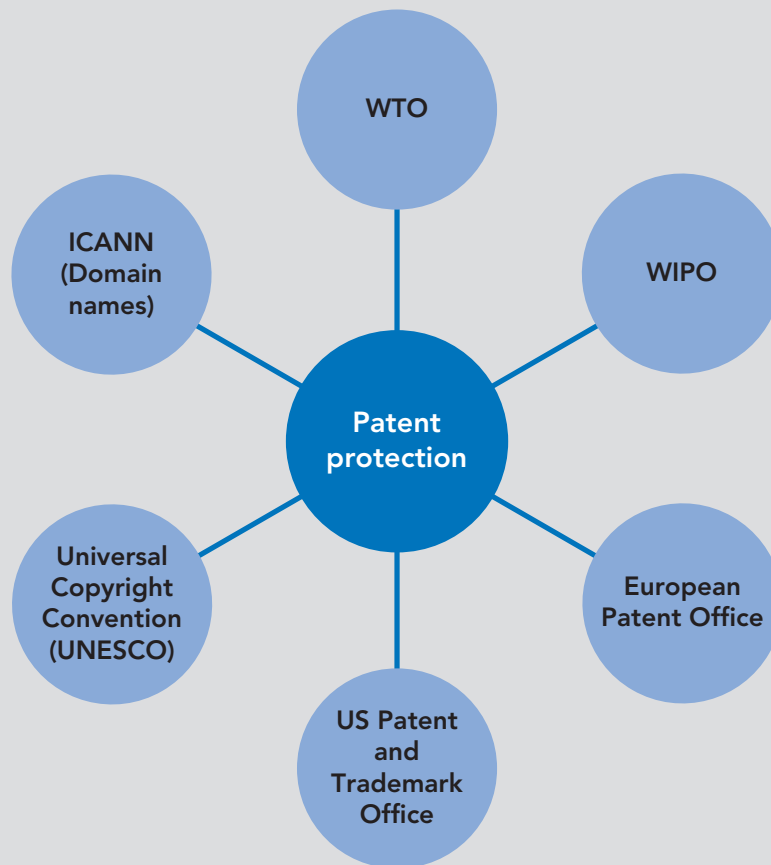 WTO
ICANN
(Domain
names)
WIPO
Patent
protection
Universal
Copyright
Convention
(UNESCO)
European
Patent Office
US Patent
and
Trademark
Office